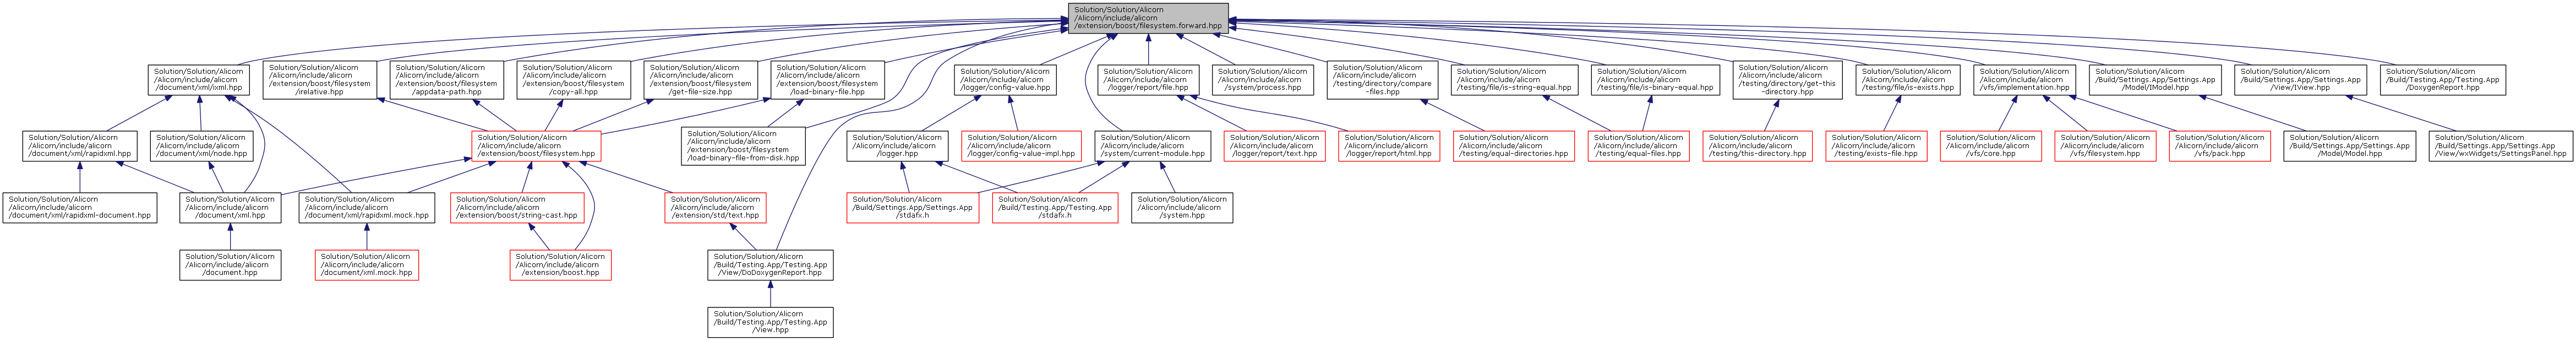 Solution/Solution/Alicorn
/Alicorn/include/alicorn
/extension/boost/filesystem.forward.hpp
Solution/Solution/Alicorn
/Alicorn/include/alicorn
/document/xml/ixml.hpp
Solution/Solution/Alicorn
/Alicorn/include/alicorn
/extension/boost/filesystem
/relative.hpp
Solution/Solution/Alicorn
/Alicorn/include/alicorn
/extension/boost/filesystem
/appdata-path.hpp
Solution/Solution/Alicorn
/Alicorn/include/alicorn
/extension/boost/filesystem
/copy-all.hpp
Solution/Solution/Alicorn
/Alicorn/include/alicorn
/extension/boost/filesystem
/get-file-size.hpp
Solution/Solution/Alicorn
/Alicorn/include/alicorn
/extension/boost/filesystem
/load-binary-file.hpp
Solution/Solution/Alicorn
/Alicorn/include/alicorn
/logger/config-value.hpp
Solution/Solution/Alicorn
/Alicorn/include/alicorn
/logger/report/file.hpp
Solution/Solution/Alicorn
/Alicorn/include/alicorn
/system/process.hpp
Solution/Solution/Alicorn
/Alicorn/include/alicorn
/testing/directory/compare
-files.hpp
Solution/Solution/Alicorn
/Alicorn/include/alicorn
/testing/file/is-string-equal.hpp
Solution/Solution/Alicorn
/Alicorn/include/alicorn
/testing/file/is-binary-equal.hpp
Solution/Solution/Alicorn
/Alicorn/include/alicorn
/testing/directory/get-this
-directory.hpp
Solution/Solution/Alicorn
/Alicorn/include/alicorn
/testing/file/is-exists.hpp
Solution/Solution/Alicorn
/Alicorn/include/alicorn
/vfs/implementation.hpp
Solution/Solution/Alicorn
/Build/Settings.App/Settings.App
/Model/IModel.hpp
Solution/Solution/Alicorn
/Build/Settings.App/Settings.App
/View/IView.hpp
Solution/Solution/Alicorn
/Build/Testing.App/Testing.App
/DoxygenReport.hpp
Solution/Solution/Alicorn
/Alicorn/include/alicorn
/document/xml/rapidxml.hpp
Solution/Solution/Alicorn
/Alicorn/include/alicorn
/document/xml/node.hpp
Solution/Solution/Alicorn
/Alicorn/include/alicorn
/extension/boost/filesystem.hpp
Solution/Solution/Alicorn
/Alicorn/include/alicorn
/extension/boost/filesystem
/load-binary-file-from-disk.hpp
Solution/Solution/Alicorn
/Alicorn/include/alicorn
/logger.hpp
Solution/Solution/Alicorn
/Alicorn/include/alicorn
/logger/config-value-impl.hpp
Solution/Solution/Alicorn
/Alicorn/include/alicorn
/system/current-module.hpp
Solution/Solution/Alicorn
/Alicorn/include/alicorn
/logger/report/text.hpp
Solution/Solution/Alicorn
/Alicorn/include/alicorn
/logger/report/html.hpp
Solution/Solution/Alicorn
/Alicorn/include/alicorn
/testing/equal-directories.hpp
Solution/Solution/Alicorn
/Alicorn/include/alicorn
/testing/equal-files.hpp
Solution/Solution/Alicorn
/Alicorn/include/alicorn
/testing/this-directory.hpp
Solution/Solution/Alicorn
/Alicorn/include/alicorn
/testing/exists-file.hpp
Solution/Solution/Alicorn
/Alicorn/include/alicorn
/vfs/core.hpp
Solution/Solution/Alicorn
/Alicorn/include/alicorn
/vfs/filesystem.hpp
Solution/Solution/Alicorn
/Alicorn/include/alicorn
/vfs/pack.hpp
Solution/Solution/Alicorn
/Build/Settings.App/Settings.App
/Model/Model.hpp
Solution/Solution/Alicorn
/Build/Settings.App/Settings.App
/View/wxWidgets/SettingsPanel.hpp
Solution/Solution/Alicorn
/Alicorn/include/alicorn
/document/xml/rapidxml-document.hpp
Solution/Solution/Alicorn
/Alicorn/include/alicorn
/document/xml.hpp
Solution/Solution/Alicorn
/Alicorn/include/alicorn
/document/xml/rapidxml.mock.hpp
Solution/Solution/Alicorn
/Alicorn/include/alicorn
/extension/boost/string-cast.hpp
Solution/Solution/Alicorn
/Alicorn/include/alicorn
/extension/std/text.hpp
Solution/Solution/Alicorn
/Build/Settings.App/Settings.App
/stdafx.h
Solution/Solution/Alicorn
/Build/Testing.App/Testing.App
/stdafx.h
Solution/Solution/Alicorn
/Alicorn/include/alicorn
/system.hpp
Solution/Solution/Alicorn
/Alicorn/include/alicorn
/document.hpp
Solution/Solution/Alicorn
/Alicorn/include/alicorn
/document/xml.mock.hpp
Solution/Solution/Alicorn
/Alicorn/include/alicorn
/extension/boost.hpp
Solution/Solution/Alicorn
/Build/Testing.App/Testing.App
/View/DoDoxygenReport.hpp
Solution/Solution/Alicorn
/Build/Testing.App/Testing.App
/View.hpp